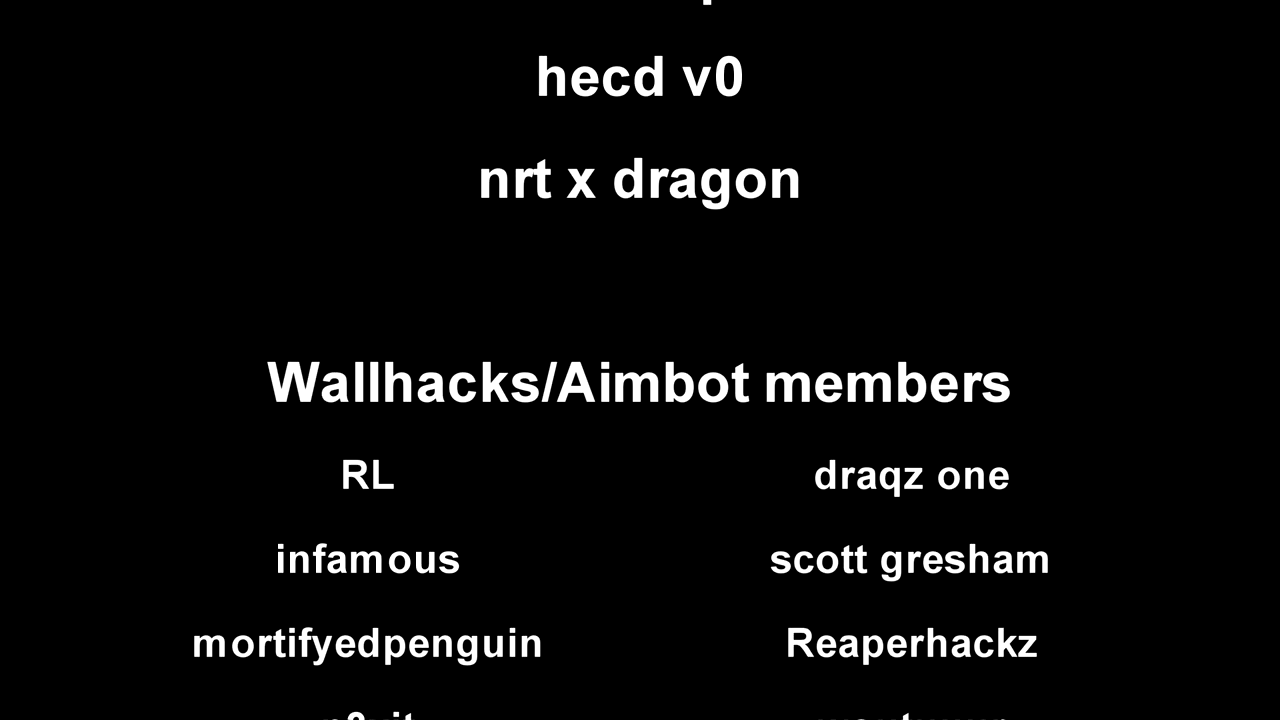 hecd v0
nrt x dragon
Wallhacks/Aimbot members
RL draqz one
infamous scott gresham
mortifyedpenguin Reaperhackz